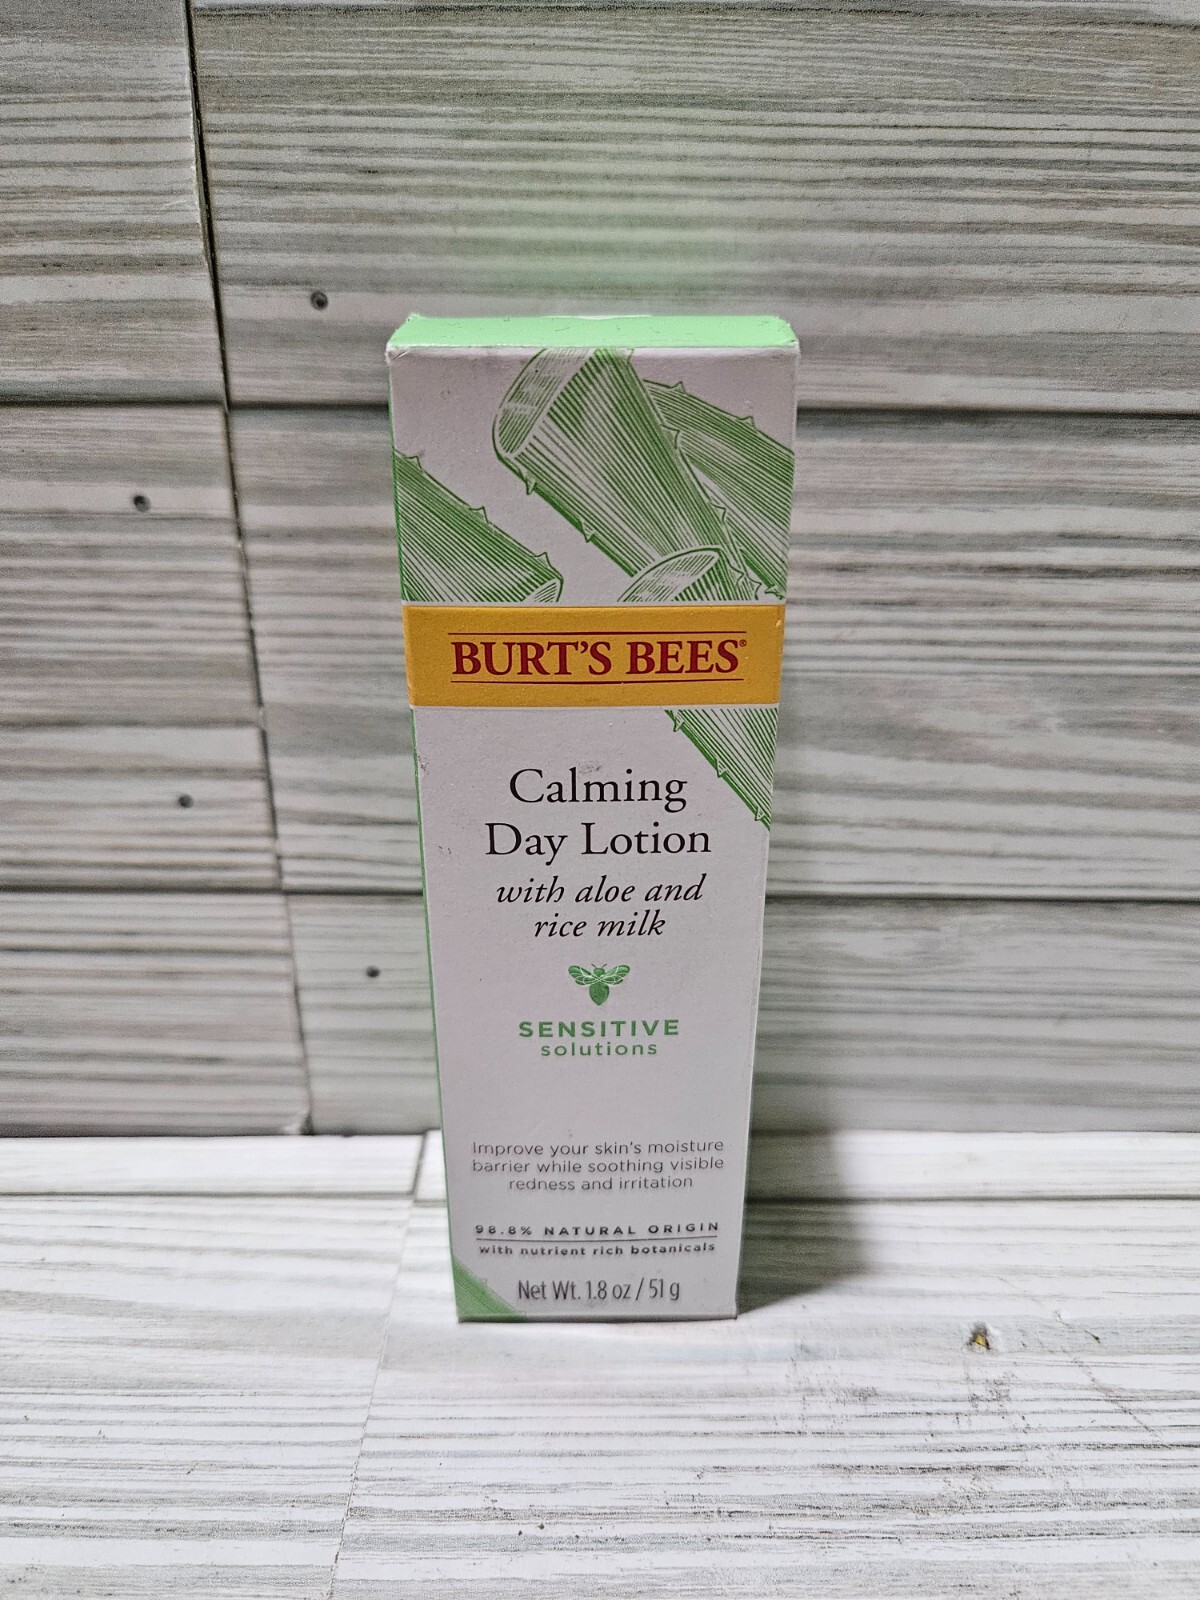 BURT'S BEES®
Calming
Day Lotion
with aloe and
rice milk
SENSITIVE
solutions
Improve your skin's moisture
barrier while soothing visible
redness and irritation
98.8% NATURAL ORIGIN
with nutrient rich botanicals
Net Wt. 1.8 oz / 51 g